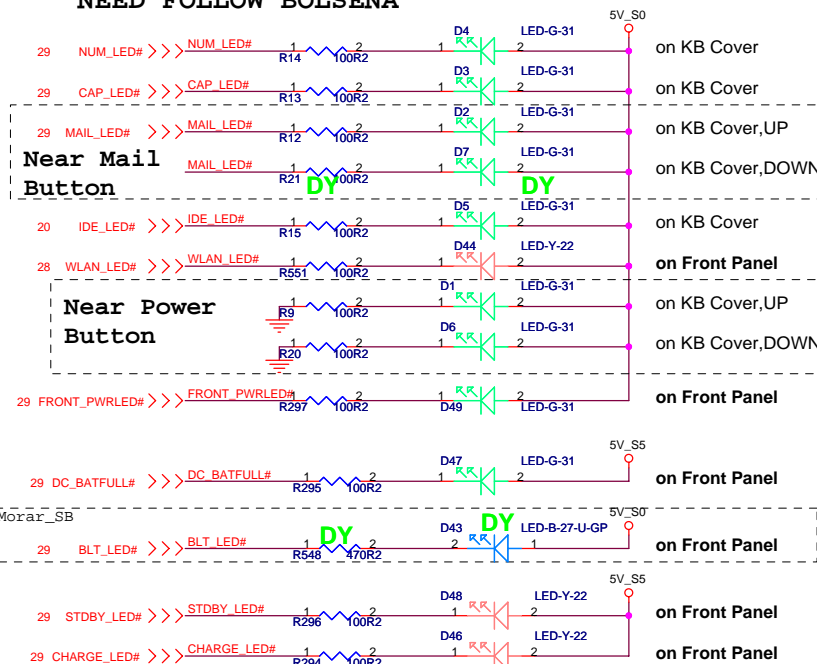 NEED FOLLOW BOLSENA
5V_S0
29 NUM_LED# NUM_LED# 1 2 R14 100R2 D4 LED-G-31 1 2 on KB Cover
29 CAP_LED# CAP_LED# 1 2 R13 100R2 D3 LED-G-31 1 2 on KB Cover
29 MAIL_LED# MAIL_LED# 1 2 R12 100R2 D2 LED-G-31 1 2 on KB Cover,UP
Near Mail
Button
MAIL_LED# 1 2 R21 DY 100R2 D7 LED-G-31 1 2 DY on KB Cover,DOWN
20 IDE_LED# IDE_LED# 1 2 R15 100R2 D5 LED-G-31 1 2 on KB Cover
28 WLAN_LED# WLAN_LED# 1 2 R551 100R2 D44 LED-Y-22 1 2 on Front Panel
Near Power
Button
1 2 R9 100R2 D1 LED-G-31 1 2 on KB Cover,UP
1 2 R20 100R2 D6 LED-G-31 1 2 on KB Cover,DOWN
29 FRONT_PWRLED# FRONT_PWRLED# 1 2 R297 100R2 D49 LED-G-31 1 2 on Front Panel
5V_S5
29 DC_BATFULL# DC_BATFULL# 1 2 R295 100R2 D47 LED-G-31 1 2 on Front Panel
Morar_SB
5V_S0
29 BLT_LED# BLT_LED# 1 2 R548 DY 470R2 D43 DY LED-B-27-U-GP 2 1 on Front Panel
5V_S5
29 STDBY_LED# STDBY_LED# 1 2 R296 100R2 D48 LED-Y-22 1 2 on Front Panel
29 CHARGE_LED# CHARGE_LED# 1 2 R294 100R2 D46 LED-Y-22 1 2 on Front Panel